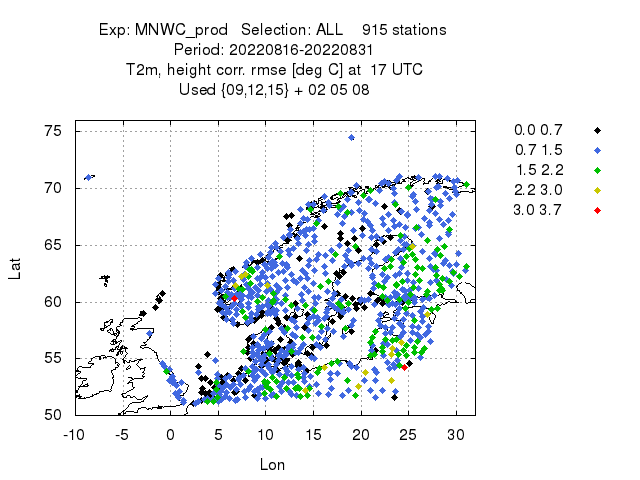 Exp: MNWC_prod   Selection: ALL    915 stations
Period: 20220816-20220831
T2m, height corr. rmse [deg C] at  17 UTC
Used {09,12,15} + 02 05 08
0.0 0.7
0.7 1.5
1.5 2.2
2.2 3.0
3.0 3.7
75
70
65
60
55
50
Lat
-10 -5 0 5 10 15 20 25 30
Lon